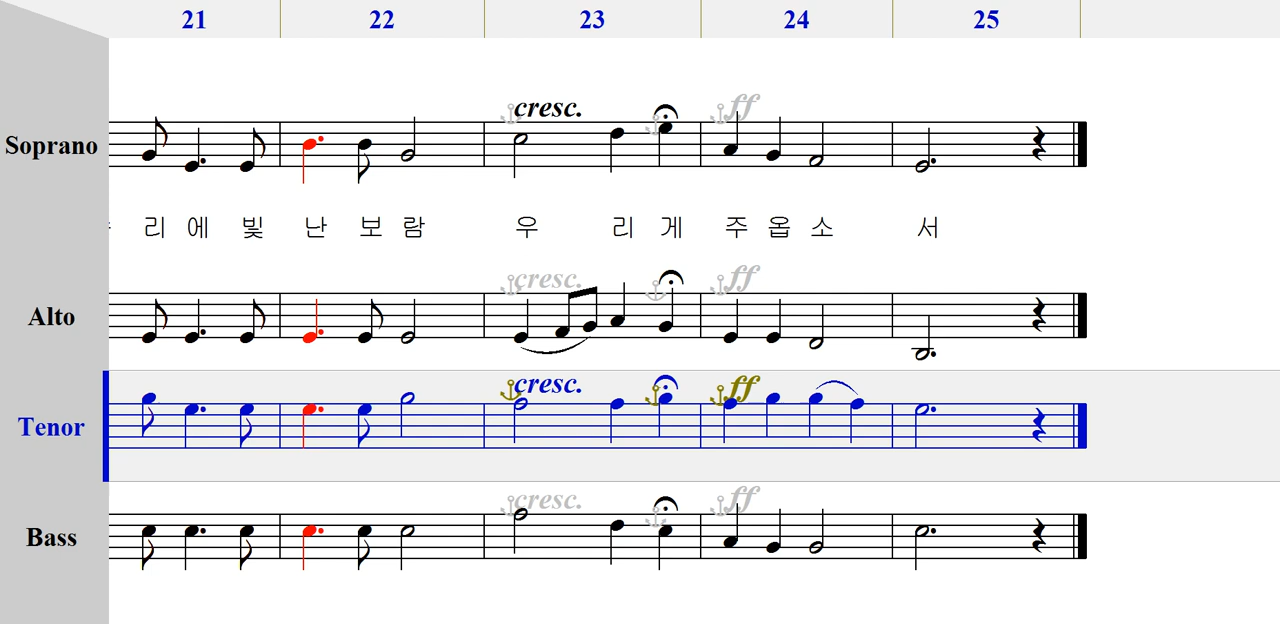 21 22 23 24 25
cresc. ff
Soprano
리 에 빛 난 보 람 우 리 게 주 옵 소 서
cresc. ff
Alto
cresc. ff
Tenor
cresc. ff
Bass